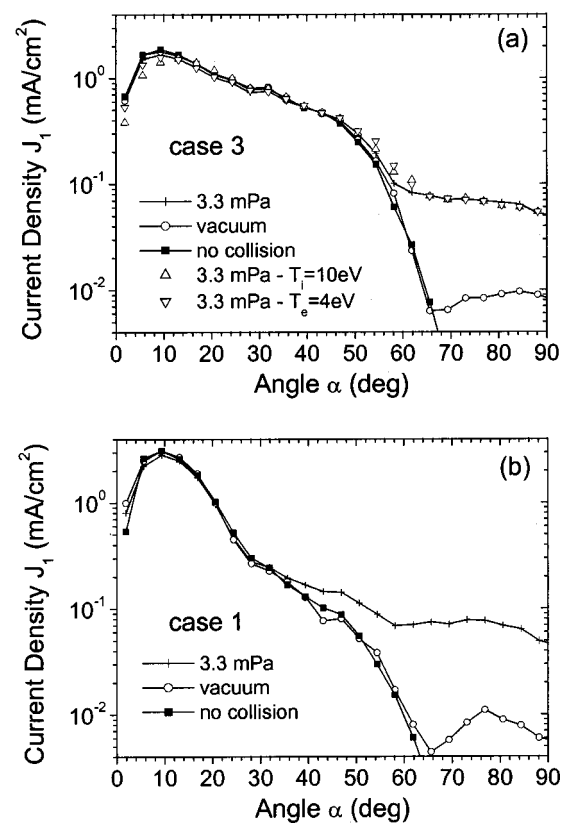 (a)
Current Density J₁ (mA/cm²)
10⁰
10⁻¹
10⁻²
case 3
3.3 mPa
vacuum
no collision
3.3 mPa - Tᵢ=10eV
3.3 mPa - Tₑ=4eV
0 10 20 30 40 50 60 70 80 90
Angle α (deg)
(b)
Current Density J₁ (mA/cm²)
10⁰
10⁻¹
10⁻²
case 1
3.3 mPa
vacuum
no collision
0 10 20 30 40 50 60 70 80 90
Angle α (deg)